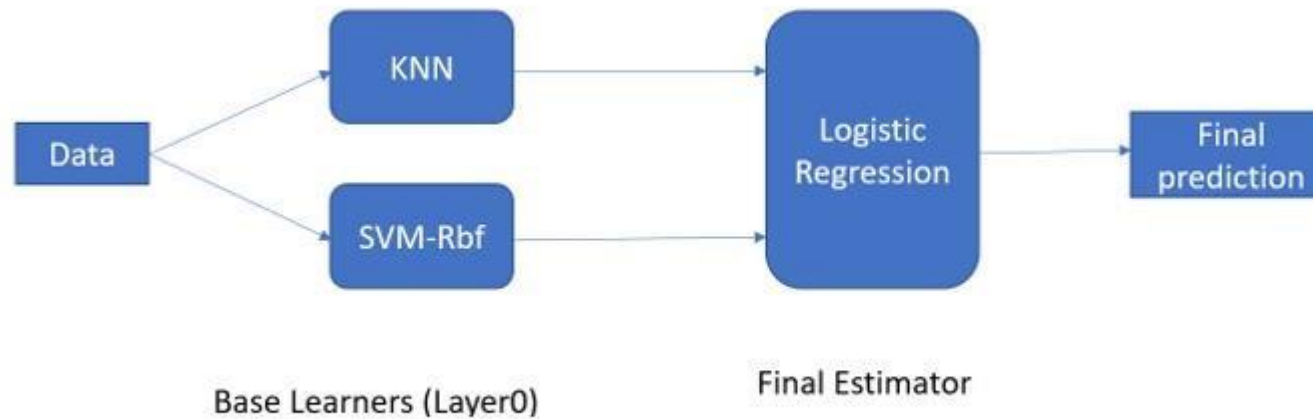 Data
KNN
SVM-Rbf
Logistic
Regression
Final
prediction
Base Learners (Layer0)
Final Estimator